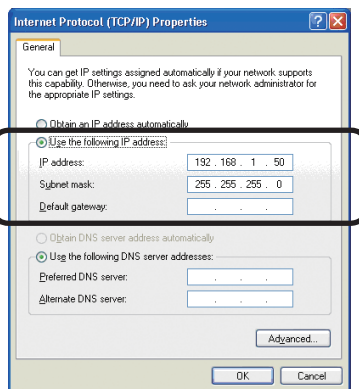 Internet Protocol (TCP/IP) Properties
General
You can get IP settings assigned automatically if your network supports
this capability. Otherwise, you need to ask your network administrator for
the appropriate IP settings.
Obtain an IP address automatically
Use the following IP address:
IP address: 192 . 168 . 1 . 50
Subnet mask: 255 . 255 . 255 . 0
Default gateway: . . .
Obtain DNS server address automatically
Use the following DNS server addresses:
Preferred DNS server: . . .
Alternate DNS server: . . .
Advanced...
OK Cancel